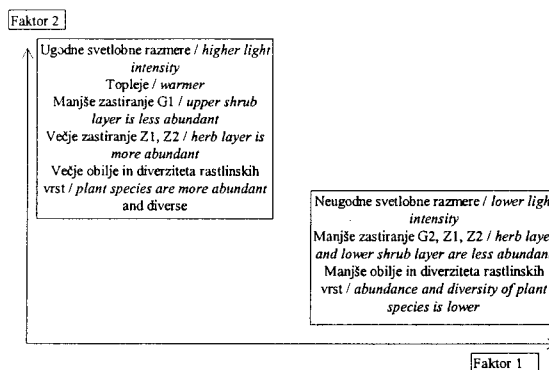 Faktor 2
Ugodne svetlobne razmere / higher light
intensity
Topleje / warmer
Manjše zastiranje G1 / upper shrub
layer is less abundant
Večje zastiranje Z1, Z2 / herb layer is
more abundant
Večje obilje in diverziteta rastlinskih
vrst / plant species are more abundant
and diverse
Neugodne svetlobne razmere / lower ligh
intensity
Manjše zastiranje G2, Z1, Z2 / herb laye
and lower shrub layer are less abundan
Manjše obilje in diverziteta rastlinskih
vrst / abundance and diversity of plant
species is lower
Faktor 1